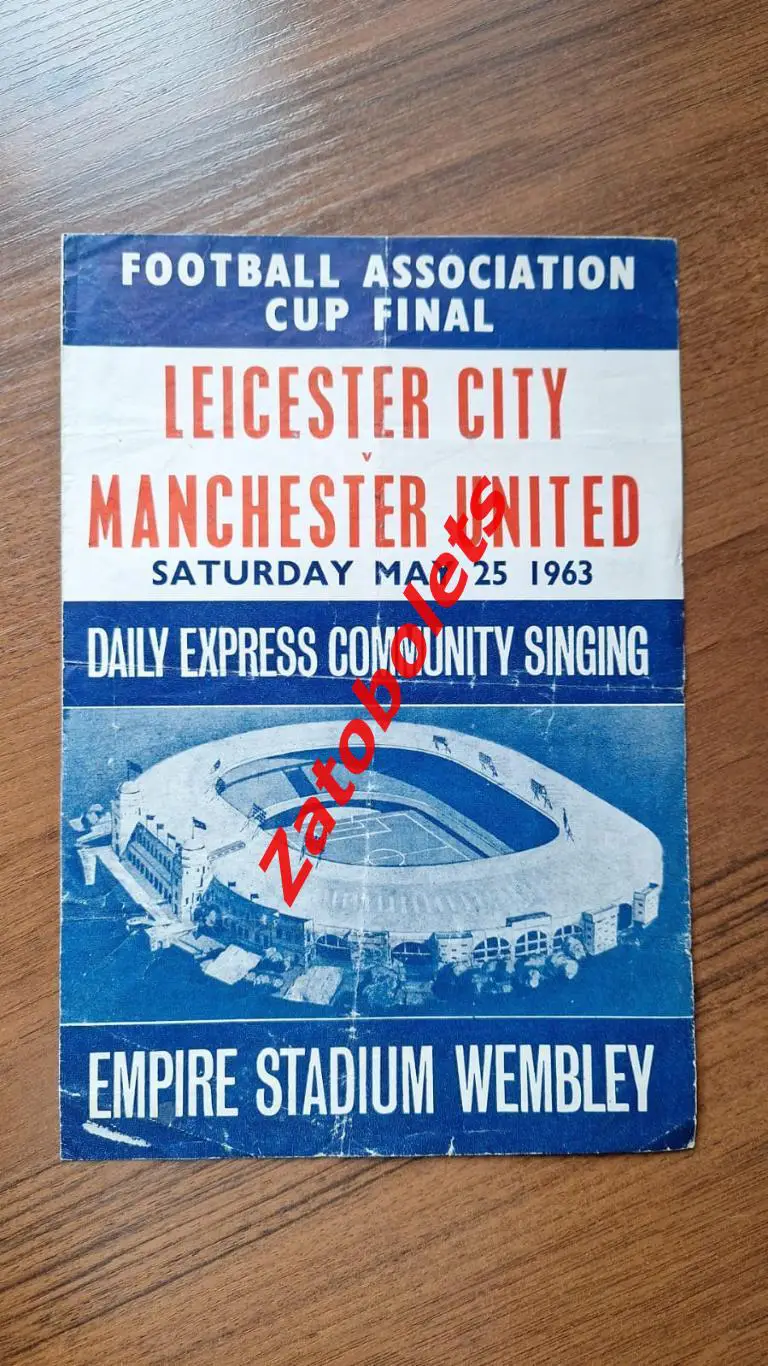 FOOTBALL ASSOCIATION
CUP FINAL
LEICESTER CITY
v
MANCHESTER UNITED
SATURDAY MAY 25 1963
DAILY EXPRESS COMMUNITY SINGING
EMPIRE STADIUM WEMBLEY
Zatobolets